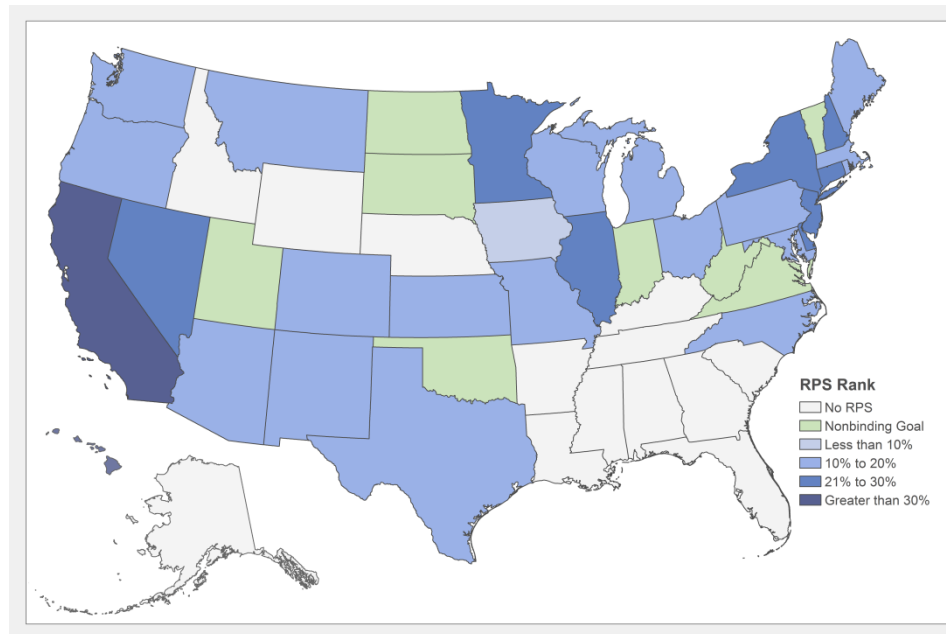 RPS Rank
No RPS
Nonbinding Goal
Less than 10%
10% to 20%
21% to 30%
Greater than 30%